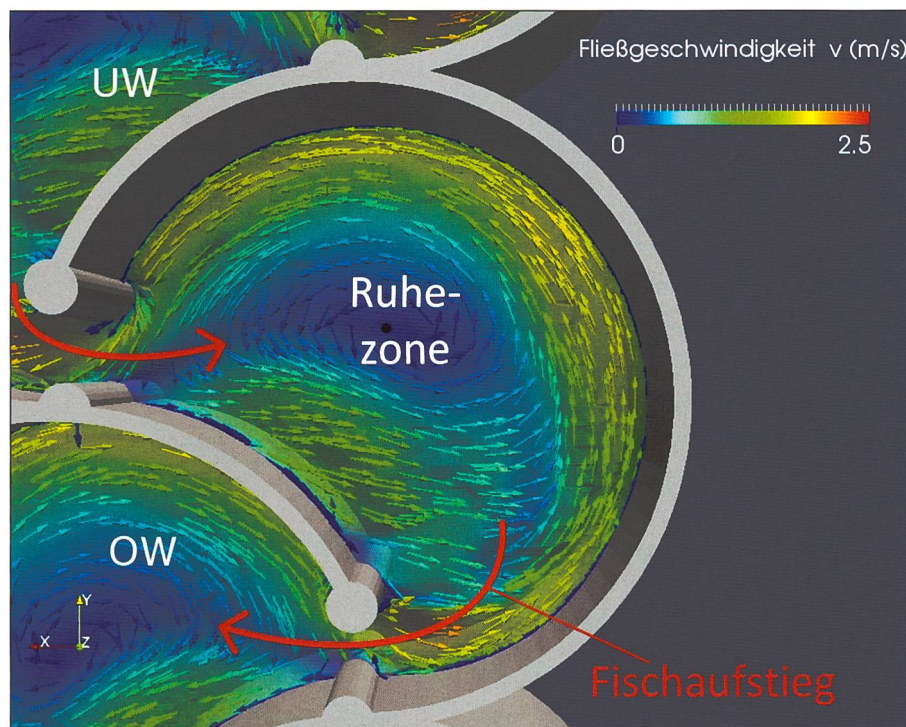 UW
Fließgeschwindigkeit v (m/s)
0
2.5
Ruhe-
zone
OW
Y
X
Z
Fischaufstieg